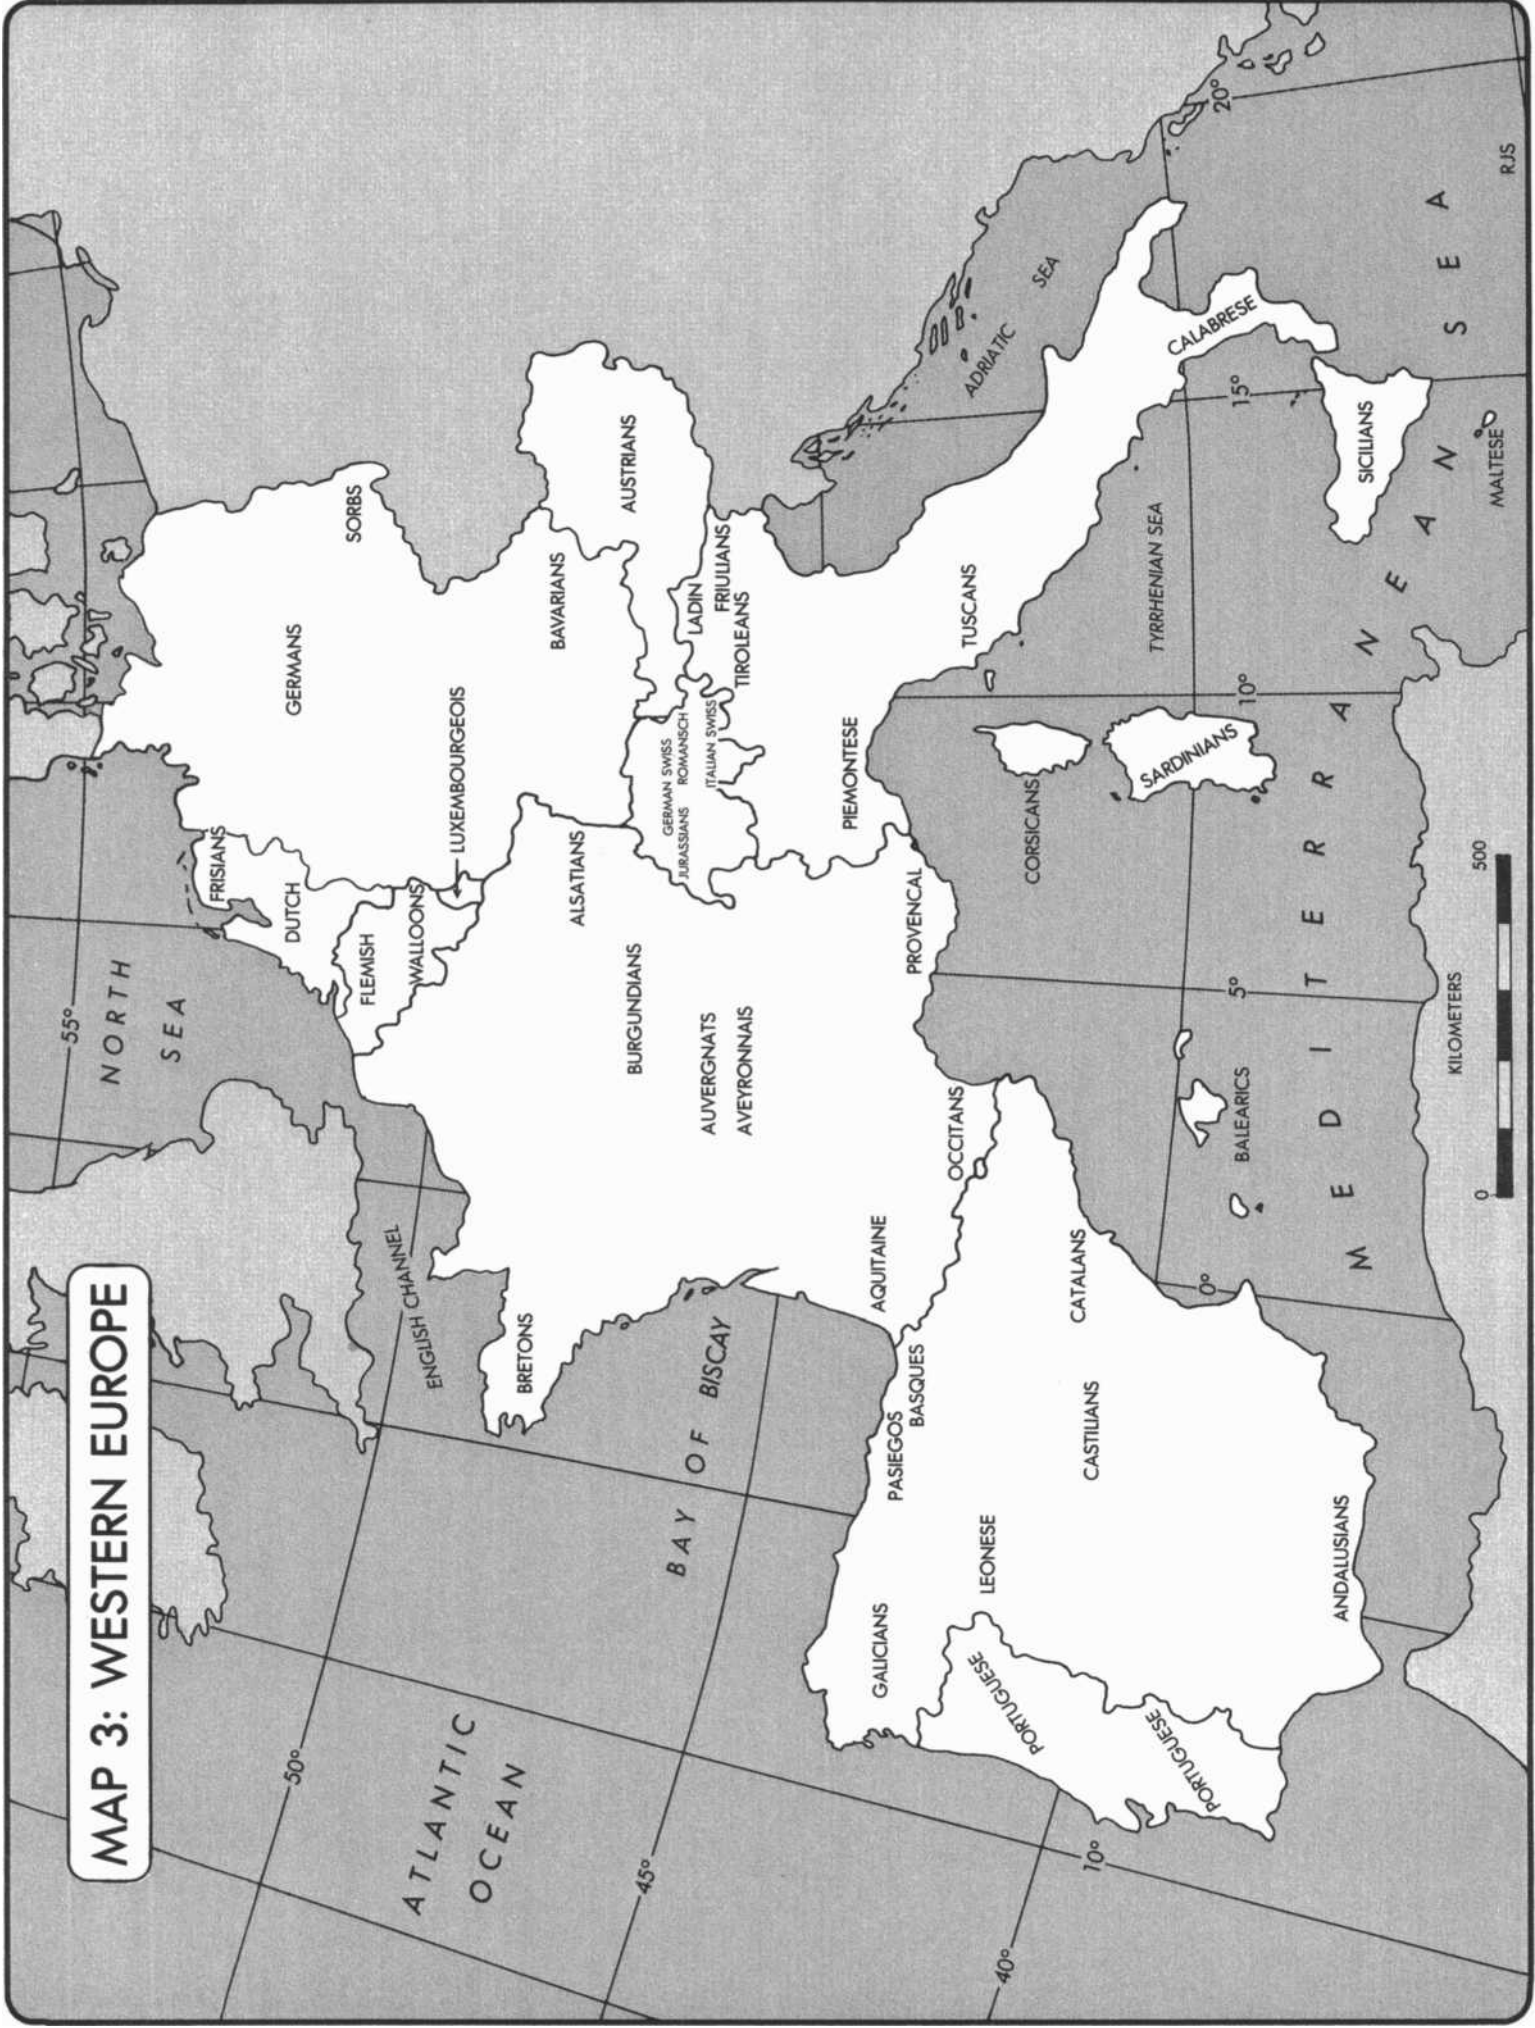 MAP 3: WESTERN EUROPE
55°
NORTH
SEA
FRISIANS
DUTCH
GERMANS
SORBS
FLEMISH
WALLOONS
LUXEMBOURGEOIS
ENGLISH CHANNEL
50°
ATLANTIC
OCEAN
BRETONS
ALSATIANS
BAVARIANS
AUSTRIANS
BURGUNDIANS
GERMAN SWISS
JURASSIANS
ROMANSCH
ITALIAN SWISS
LADIN
FRIULIANS
TIROLEANS
AUVERGNATS
AVEYRONNAIS
BAY OF BISCAY
45°
AQUITAINE
PIEMONTESE
PROVENCAL
OCCITANS
GALICIANS
PASIEGOS
BASQUES
LEONESE
TUSCANS
ADRIATIC SEA
CORSICANS
PORTUGUESE
PORTUGUESE
CASTILIANS
CATALANS
40°
10°
0°
5°
10°
15°
20°
TYRRHENIAN SEA
SARDINIANS
CALABRESE
BALEARICS
ANDALUSIANS
MEDITERRANEAN SEA
SICILIANS
MALTESE
KILOMETERS
0
500
RJS